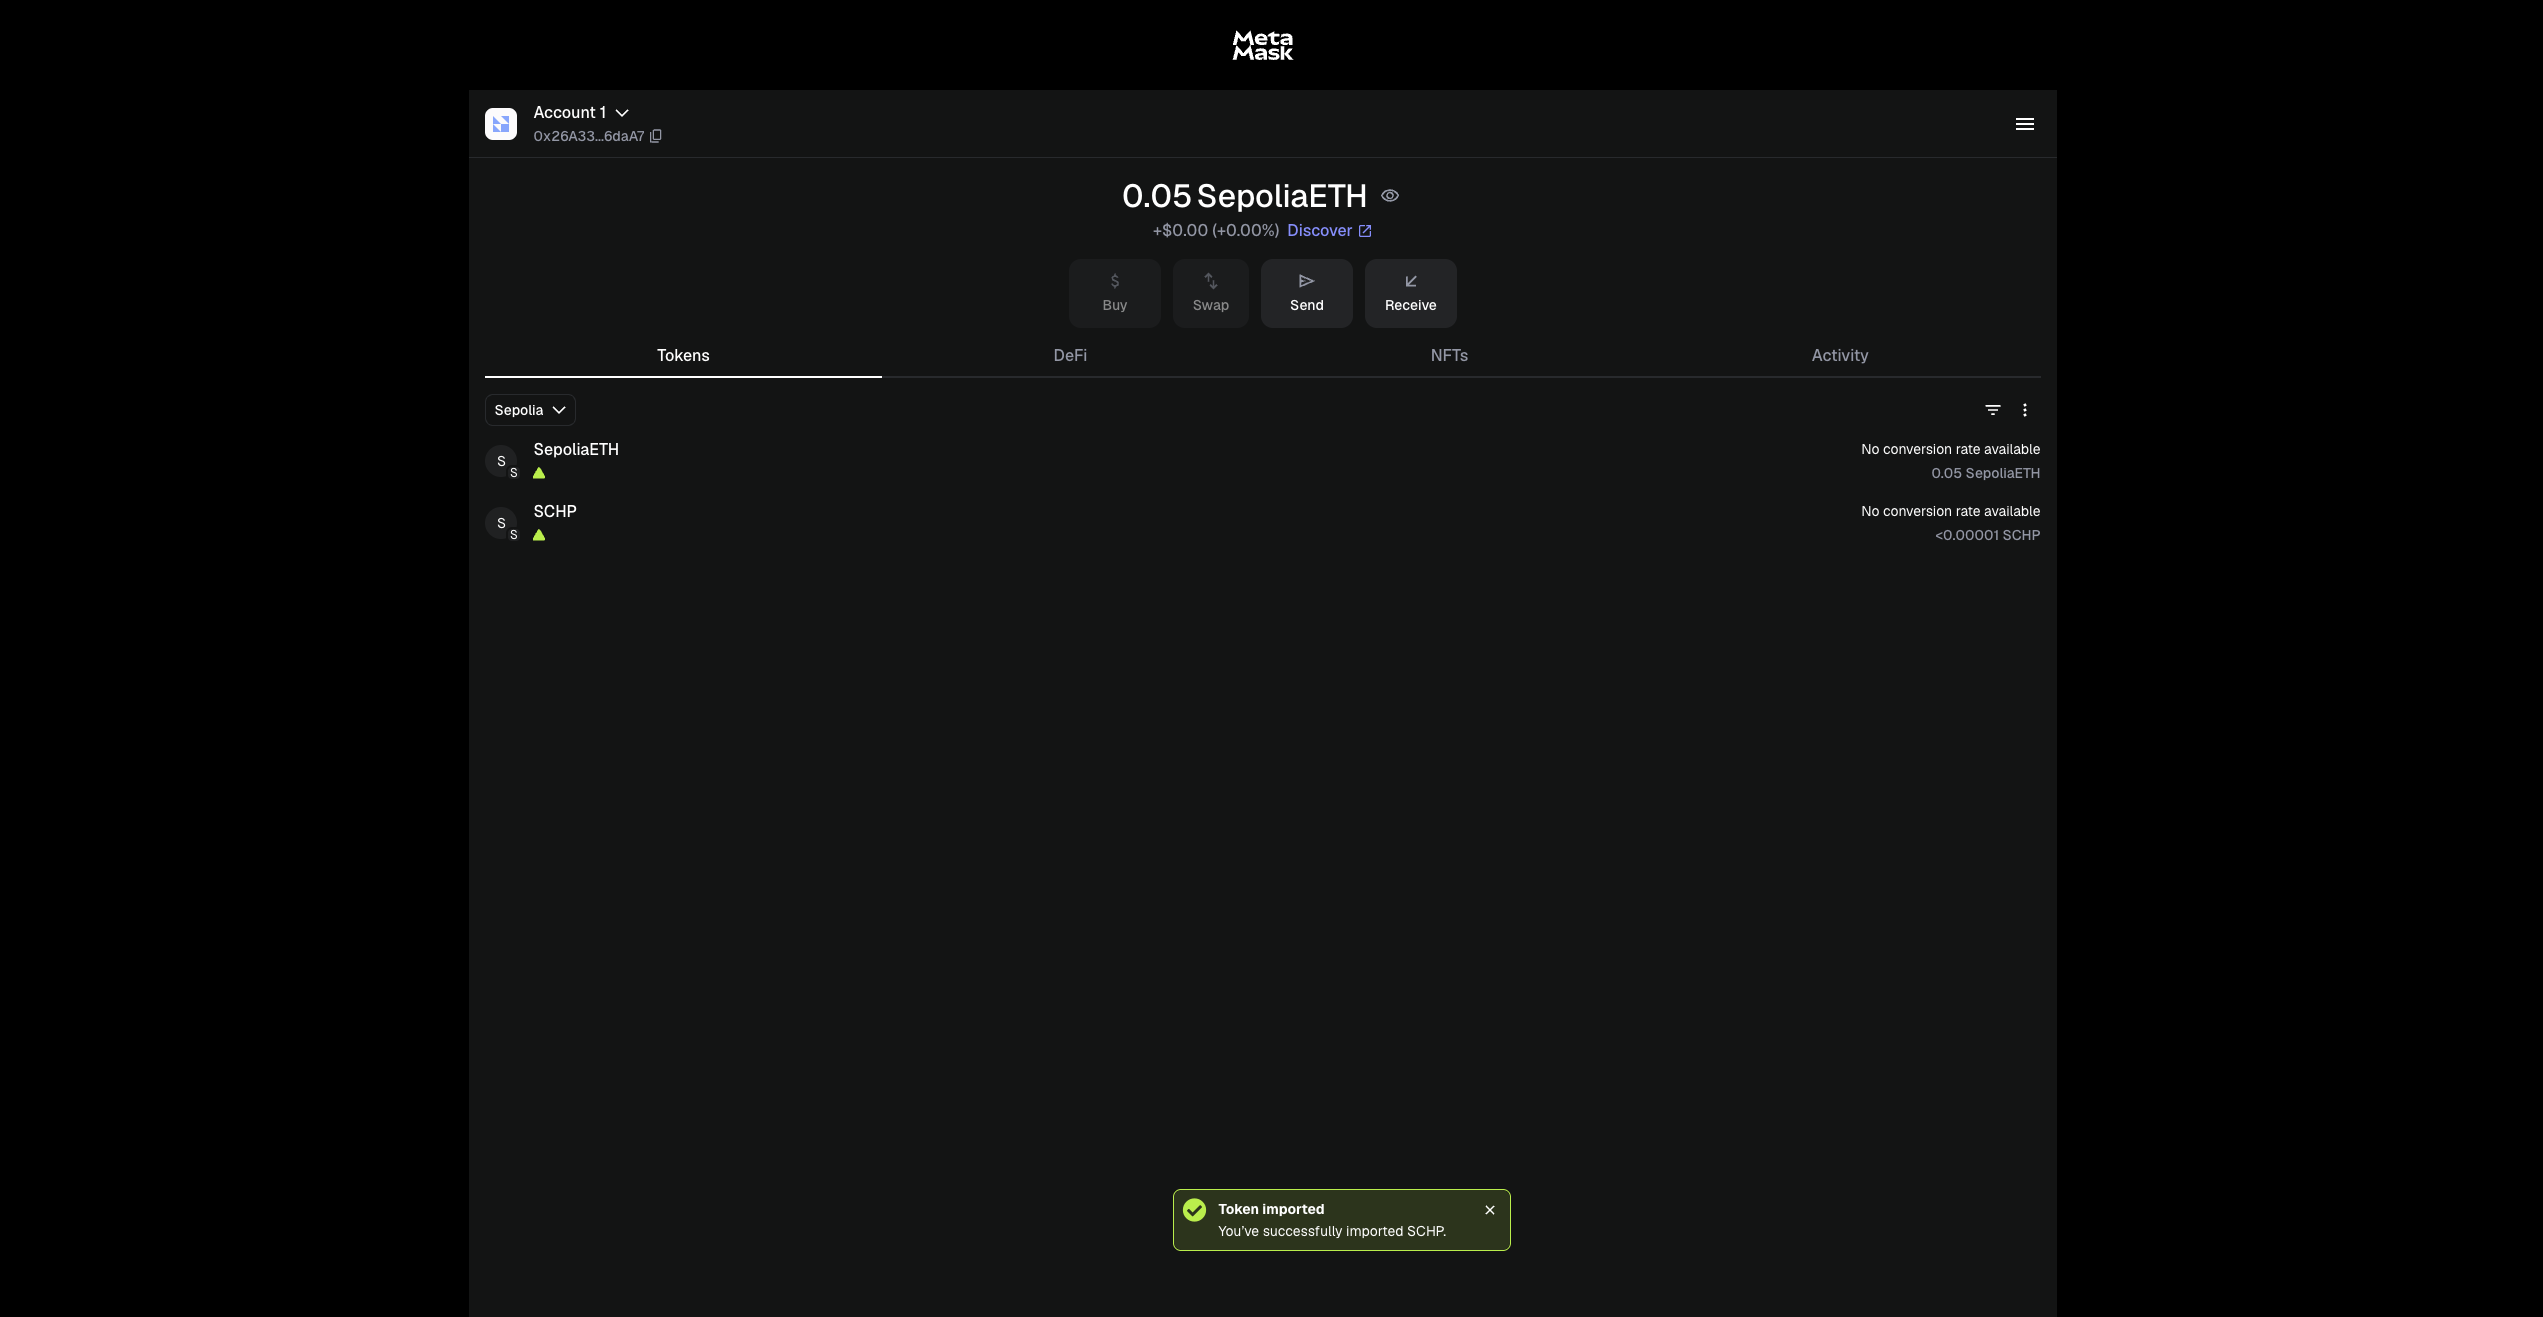 Meta
Mask
Account 1
0x26A33...6daA7
0.05 SepoliaETH
+$0.00 (+0.00%) Discover
$
Buy
Swap
Send
Receive
Tokens
DeFi
NFTs
Activity
Sepolia
S
S
SepoliaETH
No conversion rate available
0.05 SepoliaETH
S
S
SCHP
No conversion rate available
<0.00001 SCHP
Token imported
You've successfully imported SCHP.